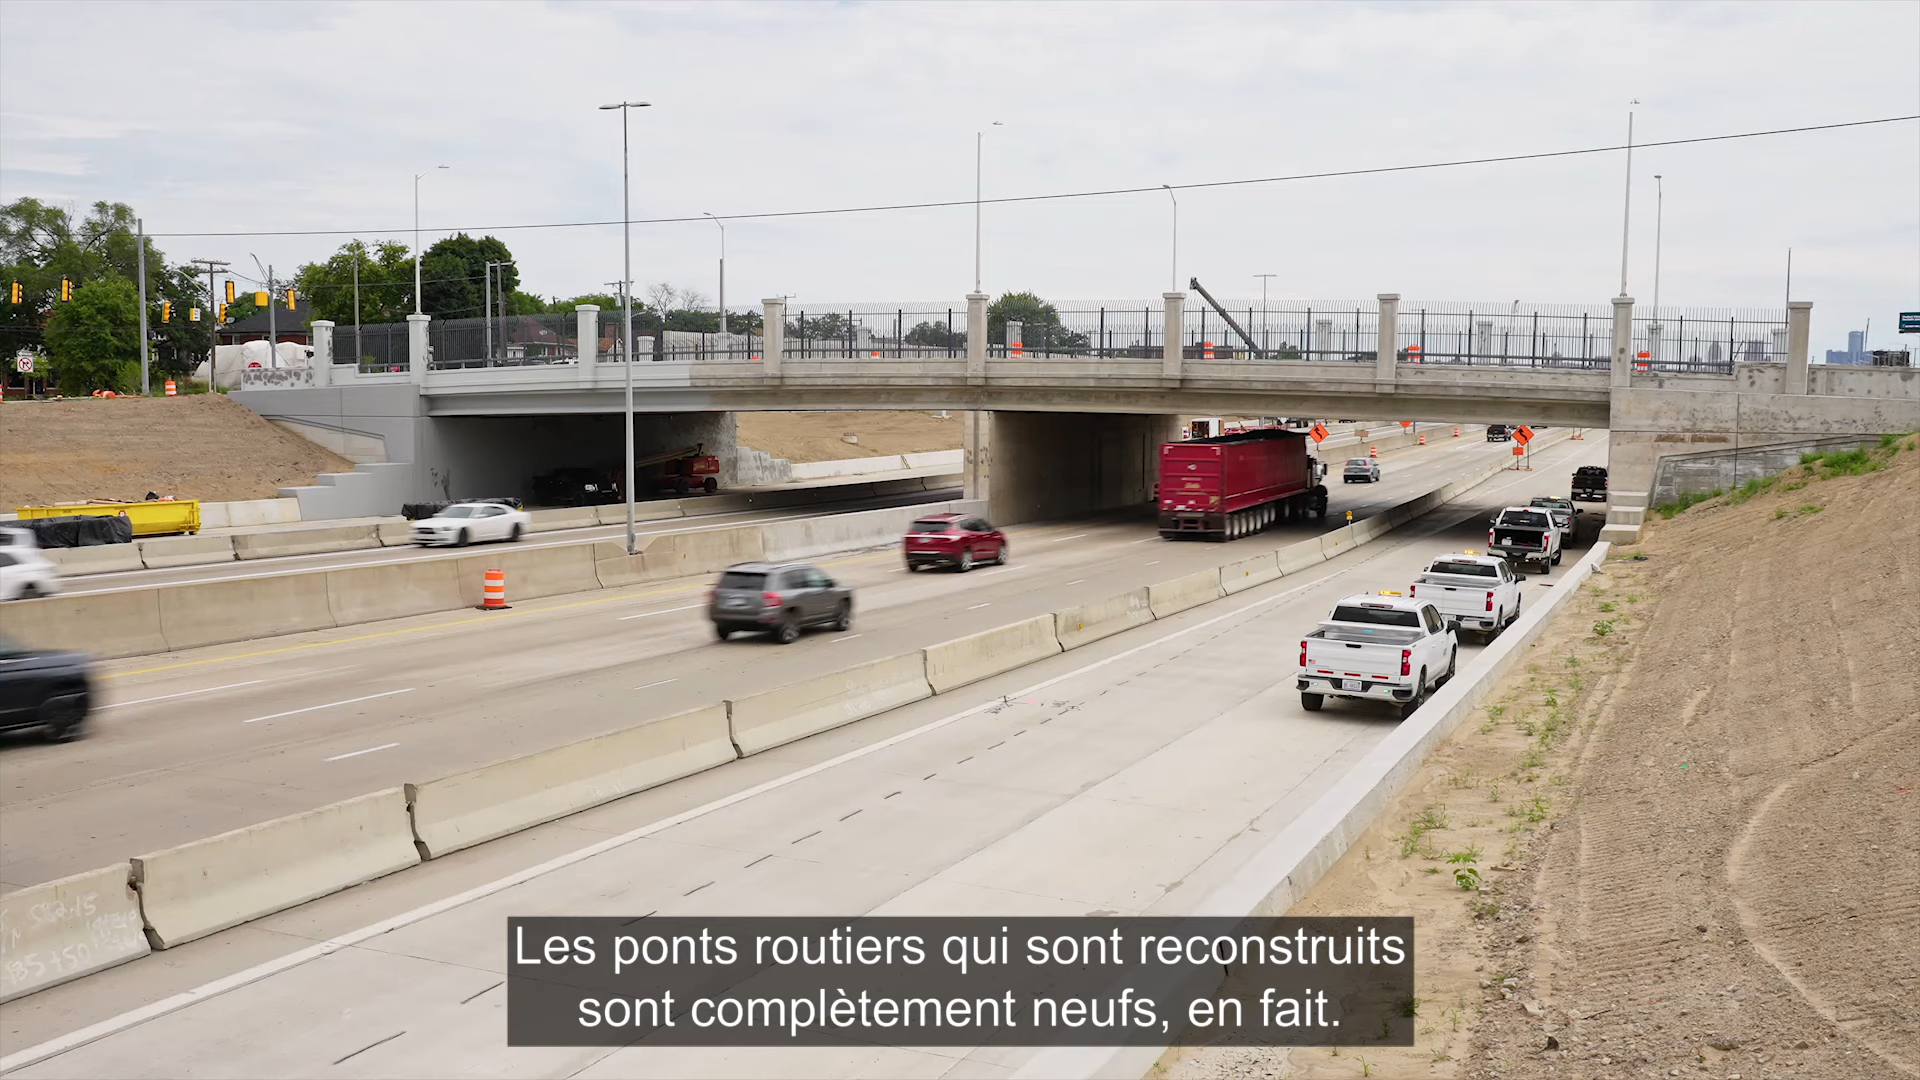 Les ponts routiers qui sont reconstruits
sont complètement neufs, en fait.